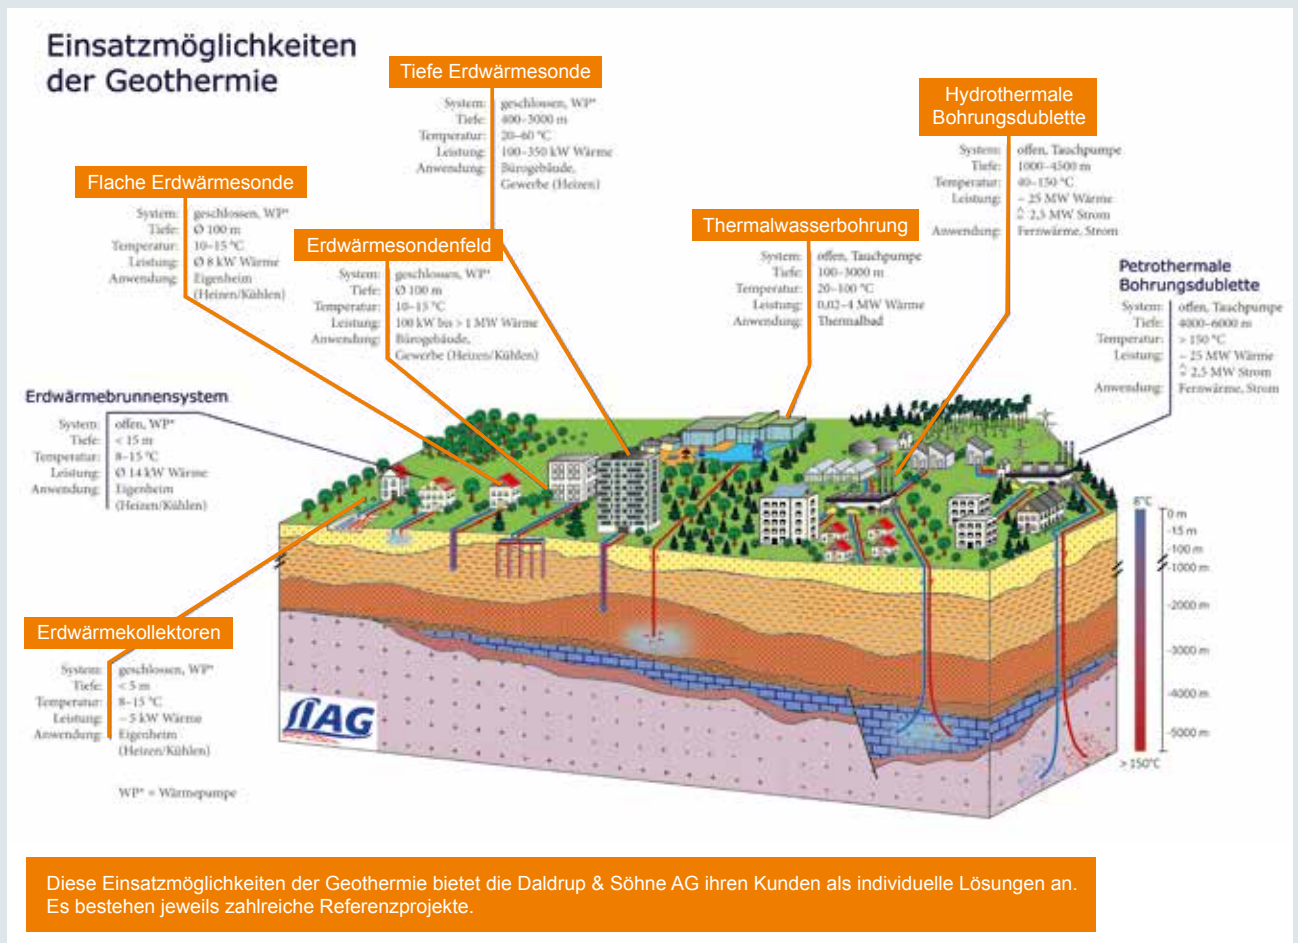 Einsatzmöglichkeiten
der Geothermie
Tiefe Erdwärmesonde
System: geschlossen, WP*
Tiefe: 400–3000 m
Temperatur: 20–60 °C
Leistung: 100–350 kW Wärme
Anwendung: Bürogebäude,
Gewerbe (Heizen)
Hydrothermale
Bohrungsdublette
System: offen, Tauchpumpe
Tiefe: 1000–4500 m
Temperatur: 40–150 °C
Leistung: ~ 25 MW Wärme
≙ 2,5 MW Strom
Anwendung: Fernwärme, Strom
Flache Erdwärmesonde
System: geschlossen, WP*
Tiefe: Ø 100 m
Temperatur: 10–15 °C
Leistung: Ø 8 kW Wärme
Anwendung: Eigenheim
(Heizen/Kühlen)
Erdwärmesondenfeld
System: geschlossen, WP*
Tiefe: Ø 100 m
Temperatur: 10–15 °C
Leistung: 100 kW bis > 1 MW Wärme
Anwendung: Bürogebäude,
Gewerbe (Heizen/Kühlen)
Thermalwasserbohrung
System: offen, Tauchpumpe
Tiefe: 100–3000 m
Temperatur: 20–100 °C
Leistung: 0,02–4 MW Wärme
Anwendung: Thermalbad
Petrothermale
Bohrungsdublette
System: offen, Tauchpumpe
Tiefe: 4000–6000 m
Temperatur: > 150 °C
Leistung: ~ 25 MW Wärme
≙ 2,5 MW Strom
Anwendung: Fernwärme, Strom
Erdwärmebrunnensystem
System: offen, WP*
Tiefe: < 15 m
Temperatur: 8–15 °C
Leistung: Ø 14 kW Wärme
Anwendung: Eigenheim
(Heizen/Kühlen)
Erdwärmekollektoren
System: geschlossen, WP*
Tiefe: < 5 m
Temperatur: 8–15 °C
Leistung: ~ 5 kW Wärme
Anwendung: Eigenheim
(Heizen/Kühlen)
WP* = Wärmepumpe
8°C
0 m
-15 m
-100 m
-1000 m
-2000 m
-3000 m
-4000 m
-5000 m
> 150°C
AG
Diese Einsatzmöglichkeiten der Geothermie bietet die Daldrup & Söhne AG ihren Kunden als individuelle Lösungen an.
Es bestehen jeweils zahlreiche Referenzprojekte.